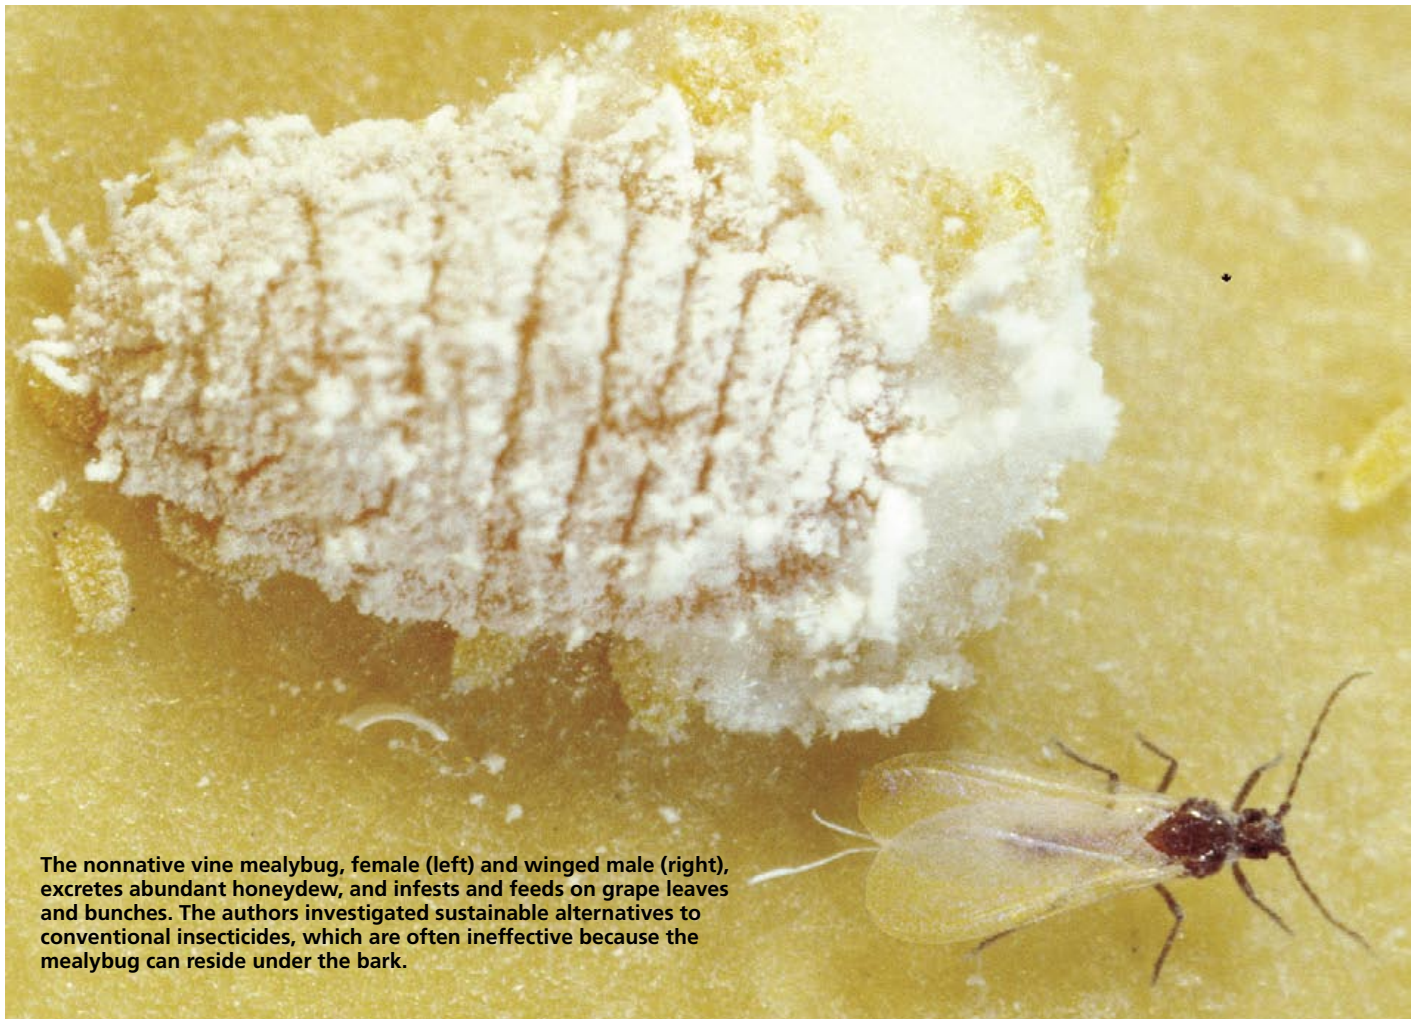 The nonnative vine mealybug, female (left) and winged male (right),
excretes abundant honeydew, and infests and feeds on grape leaves
and bunches. The authors investigated sustainable alternatives to
conventional insecticides, which are often ineffective because the
mealybug can reside under the bark.